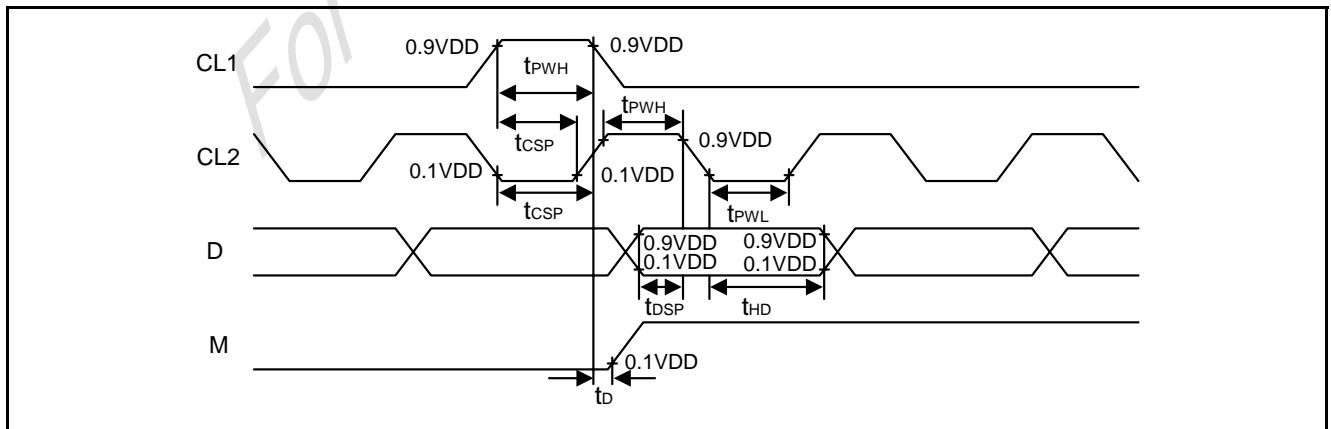 For
CL1
0.9VDD
0.9VDD
tPWH
tPWH
tCSP
CL2
0.9VDD
0.1VDD
0.1VDD
tCSP
tPWL
D
0.9VDD
0.9VDD
0.1VDD
0.1VDD
tDSP
tHD
M
0.1VDD
tD